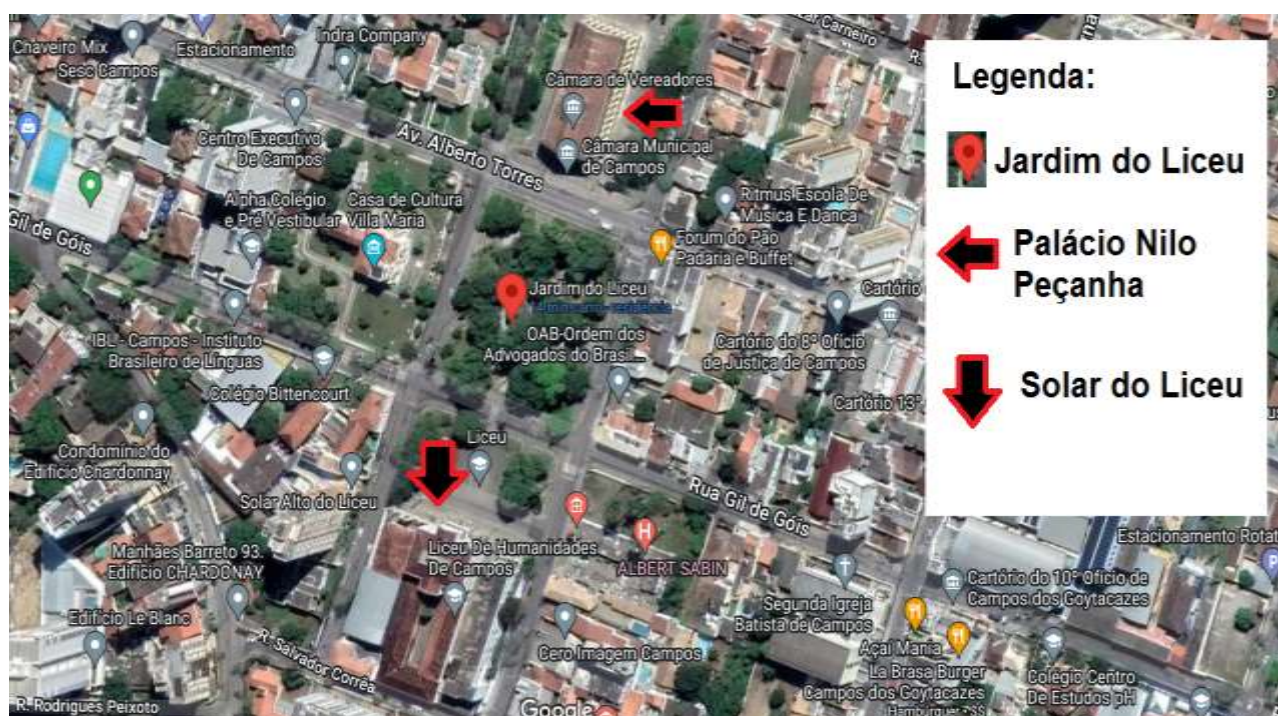 Chaveiro Mix
Sesc Campos
Estacionamento
Indra Company
Carneiro
R.
Câmara de Vereadores
Câmara Municipal
de Campos
Centro Executivo
De Campos
Av. Alberto Torres
Alpha Colégio
e Pré Vestibular
Casa de Cultura
Villa Maria
Ritmus Escola De
Musica E Danca
Forum do Pão
Padaria e Buffet
Gil de Góis
Jardim do Liceu
OAB-Ordem dos
Advogados do Brasil....
Cartório
Cartório do 8º Ofício
de Justiça de Campos
Cartório 13°
IBL - Campos - Instituto
Brasileiro de Línguas
Colégio Bittencourt
Condomínio do
Edifício Chardonnay
Solar Alto do Liceu
Liceu
Rua Gil de Góis
Liceu De Humanidades
De Campos
ALBERT SABIN
Manhães Barreto 93.
Edifício CHARDONAY
Edifício Le Blanc
R. Salvador Corrêa
R. Rodrigues Peixoto
Cero Imagem Campos
Segunda Igreja
Batista de Campos
Cartório do 10º Ofício de
Campos dos Goytacazes
Açaí Mania
La Brasa Burger
Campos dos Goytacazes
Hambúrguer • $$
Colégio Centro
De Estudos pH
Estacionamento Rotat
Google
Legenda:
Jardim do Liceu
Palácio Nilo
Peçanha
Solar do Liceu